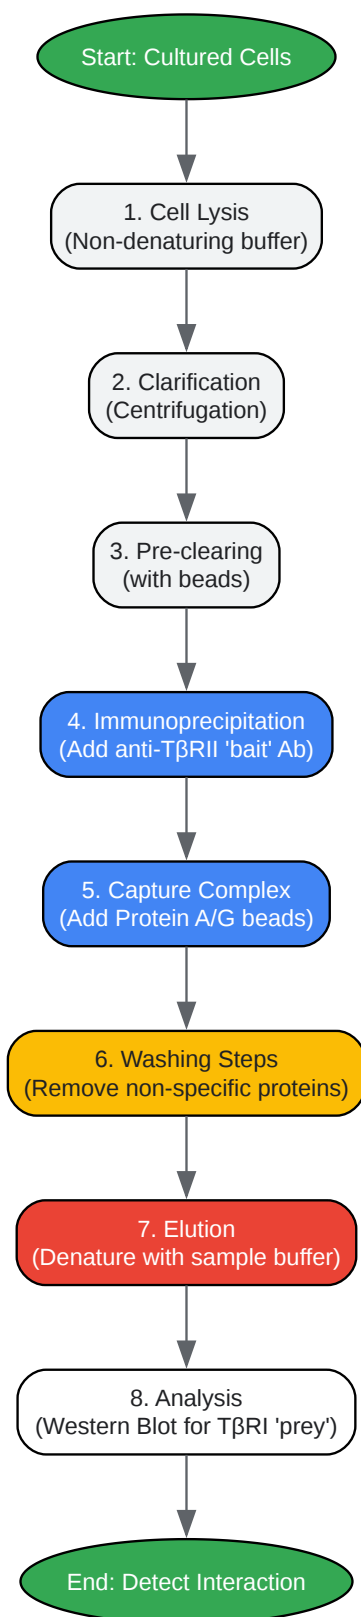 Start: Cultured Cells
1. Cell Lysis
(Non-denaturing buffer)
2. Clarification
(Centrifugation)
3. Pre-clearing
(with beads)
4. Immunoprecipitation
(Add anti-TβRII 'bait' Ab)
5. Capture Complex
(Add Protein A/G beads)
6. Washing Steps
(Remove non-specific proteins)
7. Elution
(Denature with sample buffer)
8. Analysis
(Western Blot for TβRI 'prey')
End: Detect Interaction